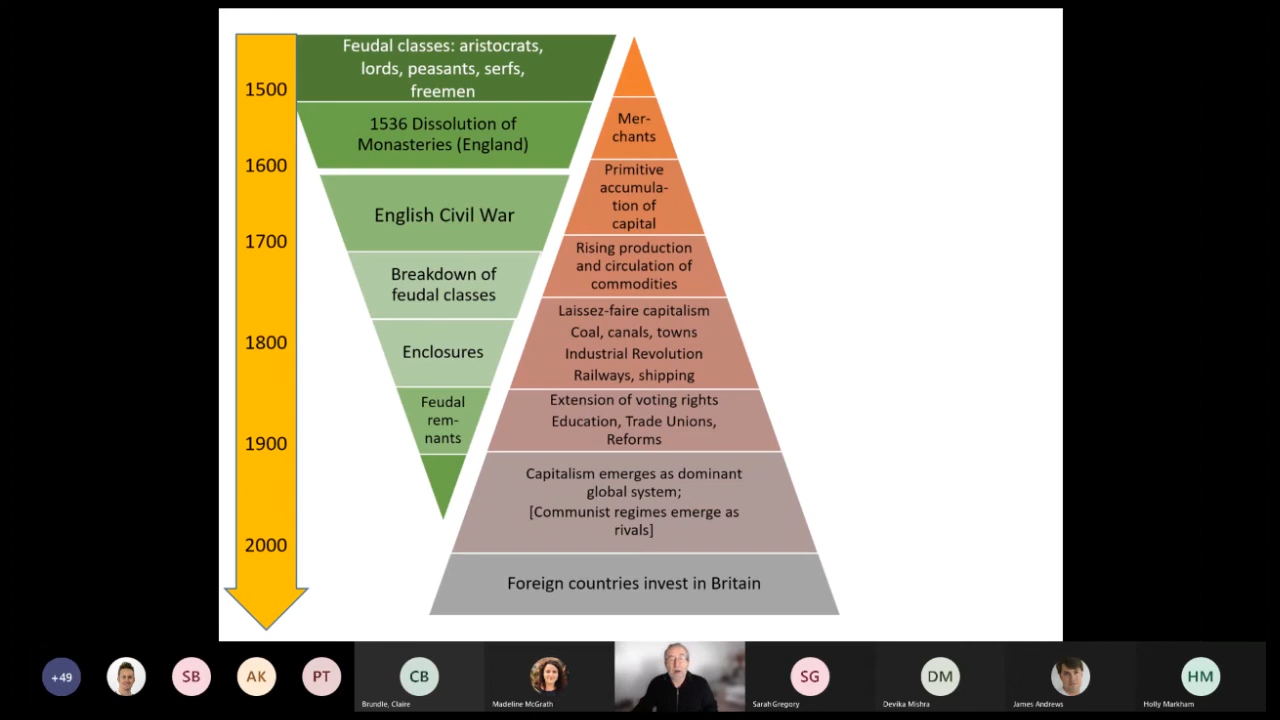 1500
1600
1700
1800
1900
2000
Feudal classes: aristocrats,
lords, peasants, serfs,
freemen
1536 Dissolution of
Monasteries (England)
English Civil War
Breakdown of
feudal classes
Enclosures
Feudal
rem-
nants
Mer-
chants
Primitive
accumula-
tion of
capital
Rising production
and circulation of
commodities
Laissez-faire capitalism
Coal, canals, towns
Industrial Revolution
Railways, shipping
Extension of voting rights
Education, Trade Unions,
Reforms
Capitalism emerges as dominant
global system;
[Communist regimes emerge as
rivals]
Foreign countries invest in Britain
+49
SB
AK
PT
CB
Brundle, Claire
Madeline McGrath
SG
Sarah Gregory
DM
Devika Mishra
James Andrews
HM
Holly Markham